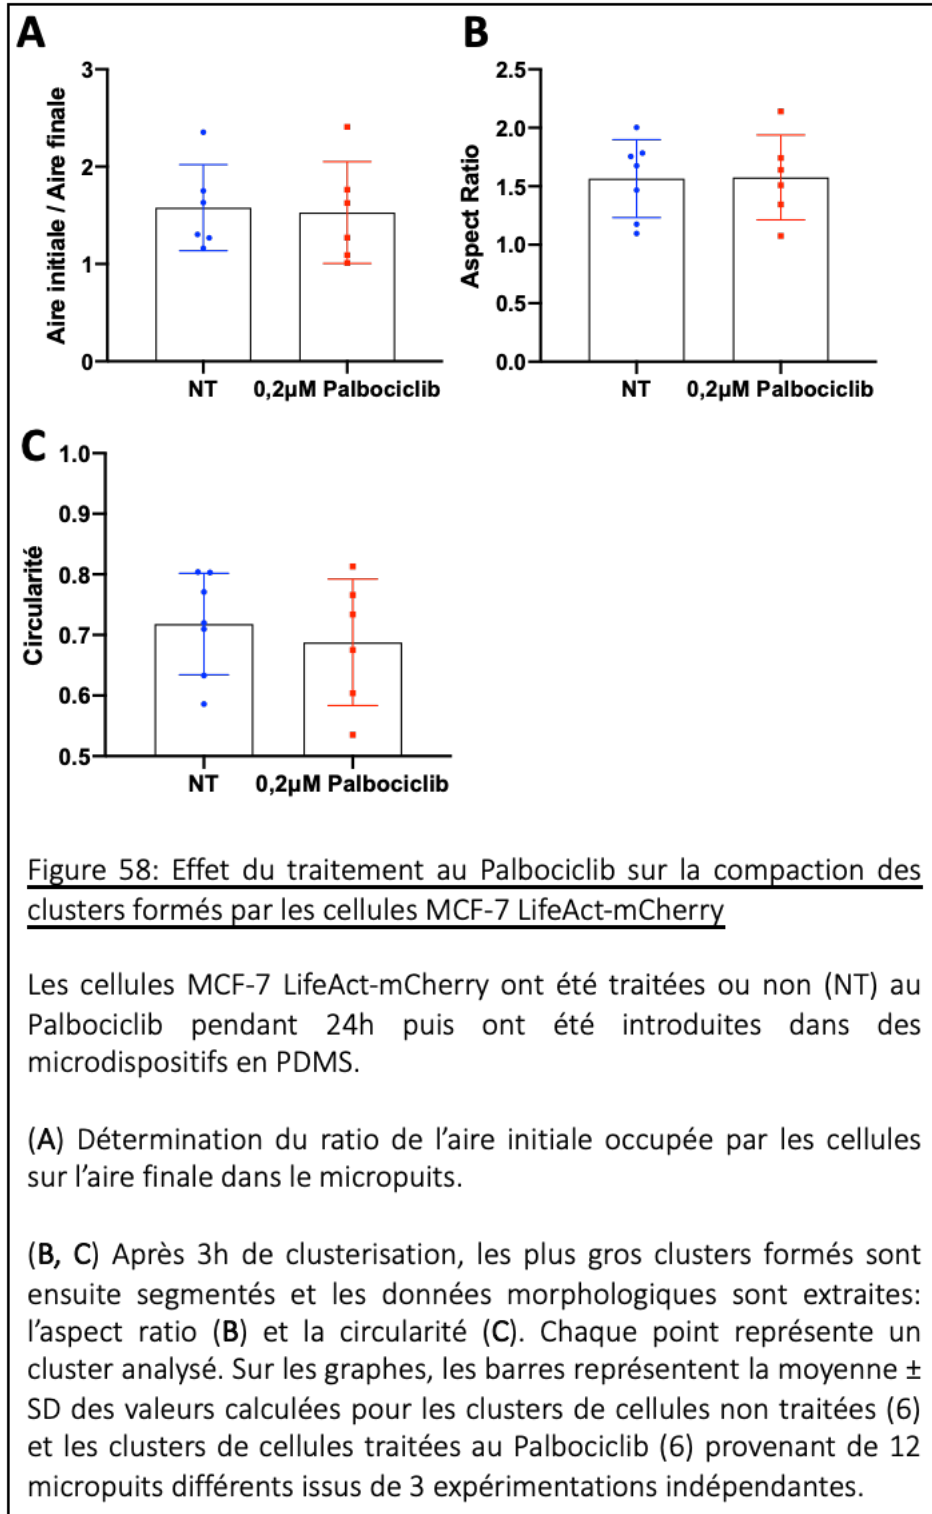 A
B
3
2
1
0
Aire initiale / Aire finale
NT
0,2µM Palbociclib
2.5
2.0
1.5
1.0
0.5
0.0
Aspect Ratio
NT
0,2µM Palbociclib
C
1.0
0.9
0.8
0.7
0.6
0.5
Circularité
NT
0,2µM Palbociclib
Figure 58: Effet du traitement au Palbociclib sur la compaction des
clusters formés par les cellules MCF-7 LifeAct-mCherry
Les cellules MCF-7 LifeAct-mCherry ont été traitées ou non (NT) au
Palbociclib pendant 24h puis ont été introduites dans des
microdispositifs en PDMS.
(A) Détermination du ratio de l’aire initiale occupée par les cellules
sur l’aire finale dans le micropuits.
(B, C) Après 3h de clusterisation, les plus gros clusters formés sont
ensuite segmentés et les données morphologiques sont extraites:
l’aspect ratio (B) et la circularité (C). Chaque point représente un
cluster analysé. Sur les graphes, les barres représentent la moyenne ±
SD des valeurs calculées pour les clusters de cellules non traitées (6)
et les clusters de cellules traitées au Palbociclib (6) provenant de 12
micropuits différents issus de 3 expérimentations indépendantes.